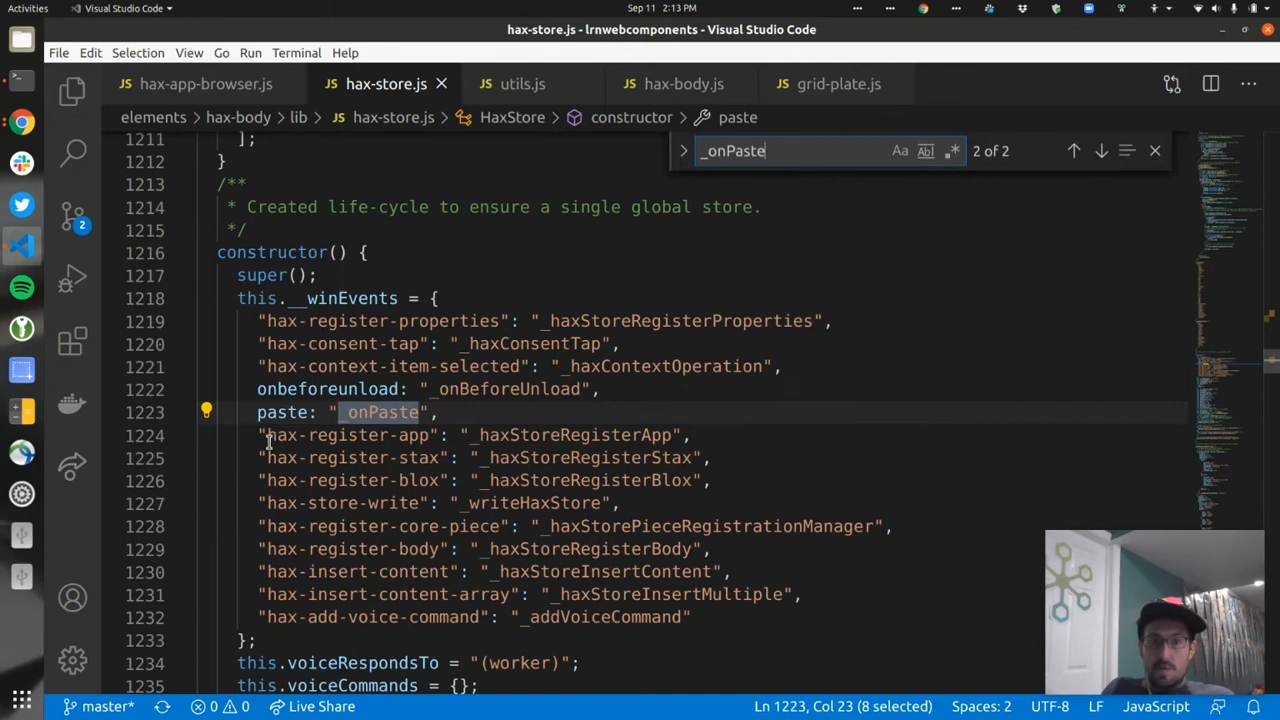 Activities
Visual Studio Code
Sep 11 2:13 PM
hax-store.js - lrnwebcomponents - Visual Studio Code
File Edit Selection View Go Run Terminal Help
JS hax-app-browser.js
JS hax-store.js
JS utils.js
JS hax-body.js
JS grid-plate.js
elements > hax-body > lib > JS hax-store.js > HaxStore > constructor > paste
_onPaste
Aa Abl .* 2 of 2
1211 ];
1212 }
1213 /**
1214 * Created life-cycle to ensure a single global store.
1215 */
1216 constructor() {
1217 super();
1218 this.__winEvents = {
1219 "hax-register-properties": "_haxStoreRegisterProperties",
1220 "hax-consent-tap": "_haxConsentTap",
1221 "hax-context-item-selected": "_haxContextOperation",
1222 onbeforeunload: "_onBeforeUnload",
1223 paste: "_onPaste",
1224 "hax-register-app": "_haxStoreRegisterApp",
1225 "hax-register-stax": "_haxStoreRegisterStax",
1226 "hax-register-blox": "_haxStoreRegisterBlox",
1227 "hax-store-write": "_writeHaxStore",
1228 "hax-register-core-piece": "_haxStorePieceRegistrationManager",
1229 "hax-register-body": "_haxStoreRegisterBody",
1230 "hax-insert-content": "_haxStoreInsertContent",
1231 "hax-insert-content-array": "_haxStoreInsertMultiple",
1232 "hax-add-voice-command": "_addVoiceCommand"
1233 };
1234 this.voiceRespondsTo = "(worker)";
1235 this.voiceCommands = {};
2
master* 0 0 Live Share Ln 1223, Col 23 (8 selected) Spaces: 2 UTF-8 LF JavaScript